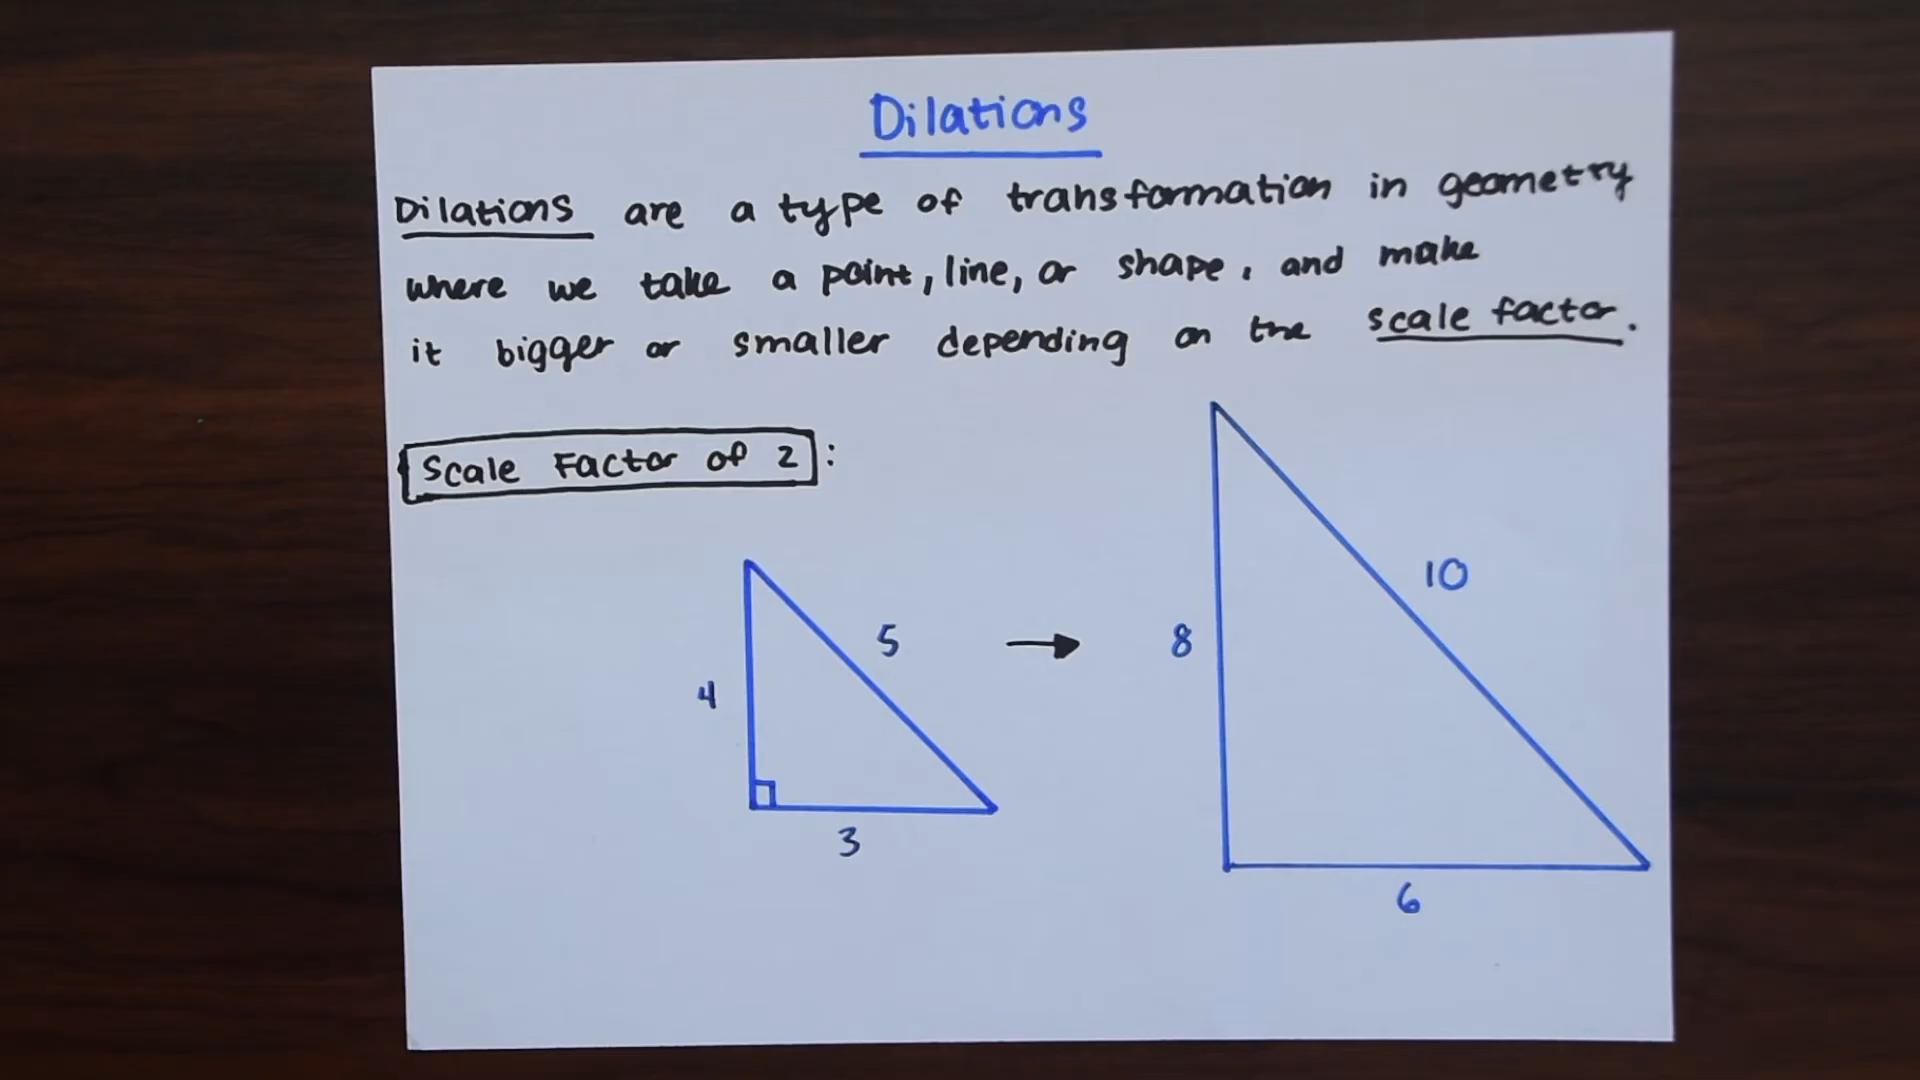 Dilations
Dilations are a type of transformation in geometry
where we take a point, line, or shape, and make
it bigger or smaller depending on the scale factor.
Scale Factor of 2:
10
5
8
4
3
6